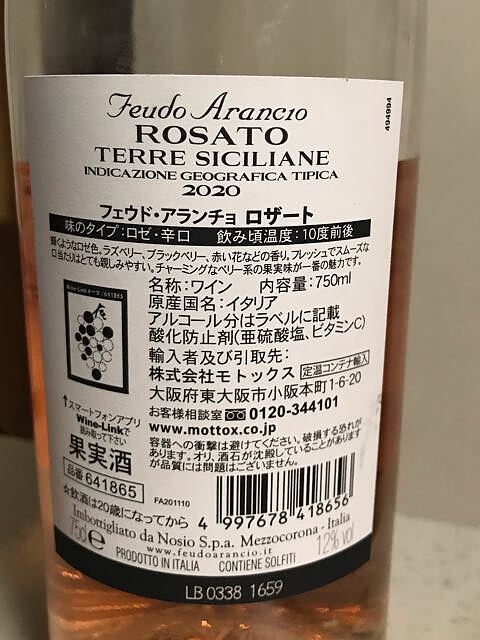 Feudo Arancio
ROSATO
TERRE SICILIANE
INDICAZIONE GEOGRAFICA TIPICA
2020
494994
フェウド・アランチョ ロザート
味のタイプ:ロゼ・辛口 飲み頃温度:10度前後
輝くようなロゼ色。ラズベリー、ブラックベリー、赤い花などの香り。フレッシュでスムーズな
口当たりはとても親しみやすい。チャーミングなベリー系の果実味が一番の魅力です。
Wine-Linkマーク:641865
名称:ワイン 内容量:750ml
原産国名:イタリア
アルコール分はラベルに記載
酸化防止剤(亜硫酸塩、ビタミンC)
輸入者及び引取先:
株式会社モトックス 定温コンテナ輸入
大阪府東大阪市小阪本町1-6-20
お客様相談室 0120-344101
www.mottox.co.jp
↑スマートフォンアプリ
Wine-Linkで
読み取って下さい
容器への衝撃は避けてください。破損する恐れが
あります。オリ、酒石が沈殿していることがあります
が品質には問題はございません。
果実酒
品番 641865
FA201110
☆飲酒は20歳になってから
4 997678 418656
75cl e
Imbottigliato da Nosio S.p.a. Mezzocorona - Italia
www.feudoarancio.it
12% vol
PRODOTTO IN ITALIA CONTIENE SOLFITI
LB 0338 1659